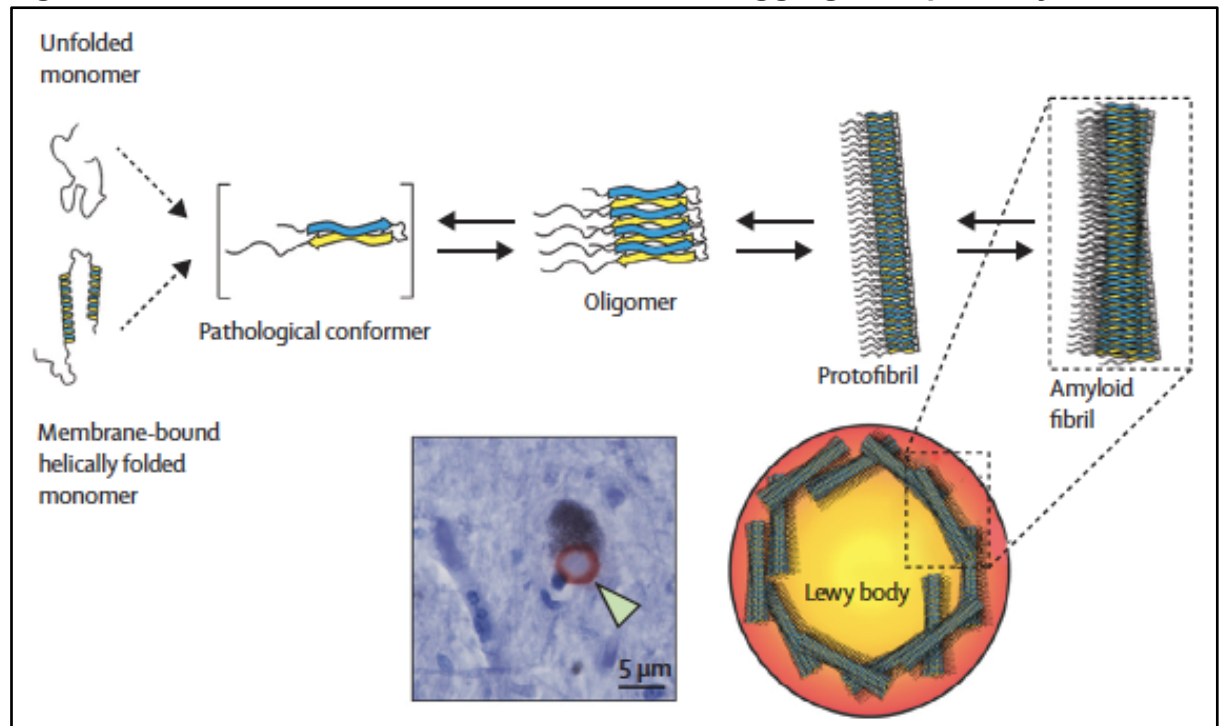 Unfolded
monomer
Pathological conformer
Oligomer
Protofibril
Amyloid
fibril
Membrane-bound
helically folded
monomer
Lewy body
5 μm